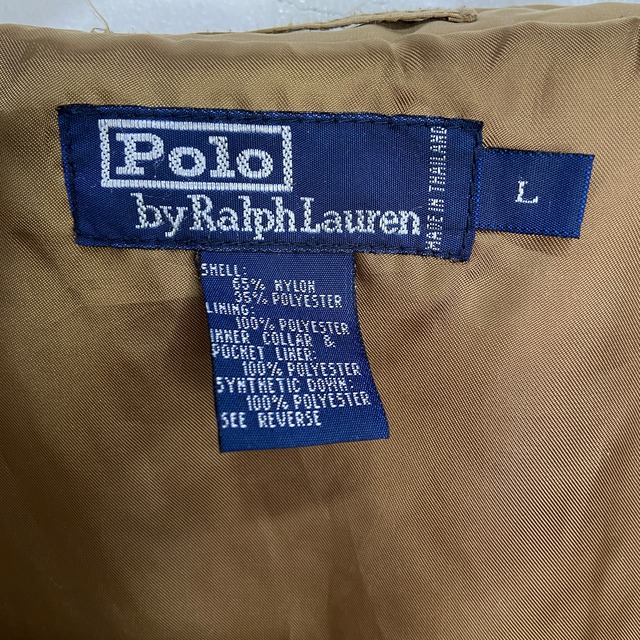 Polo
by Ralph Lauren
MADE IN THAILAND
L
SHELL:
65% NYLON
35% POLYESTER
LINING:
100% POLYESTER
INNER COLLAR &
POCKET LINER:
100% POLYESTER
SYNTHETIC DOWN:
100% POLYESTER
SEE REVERSE